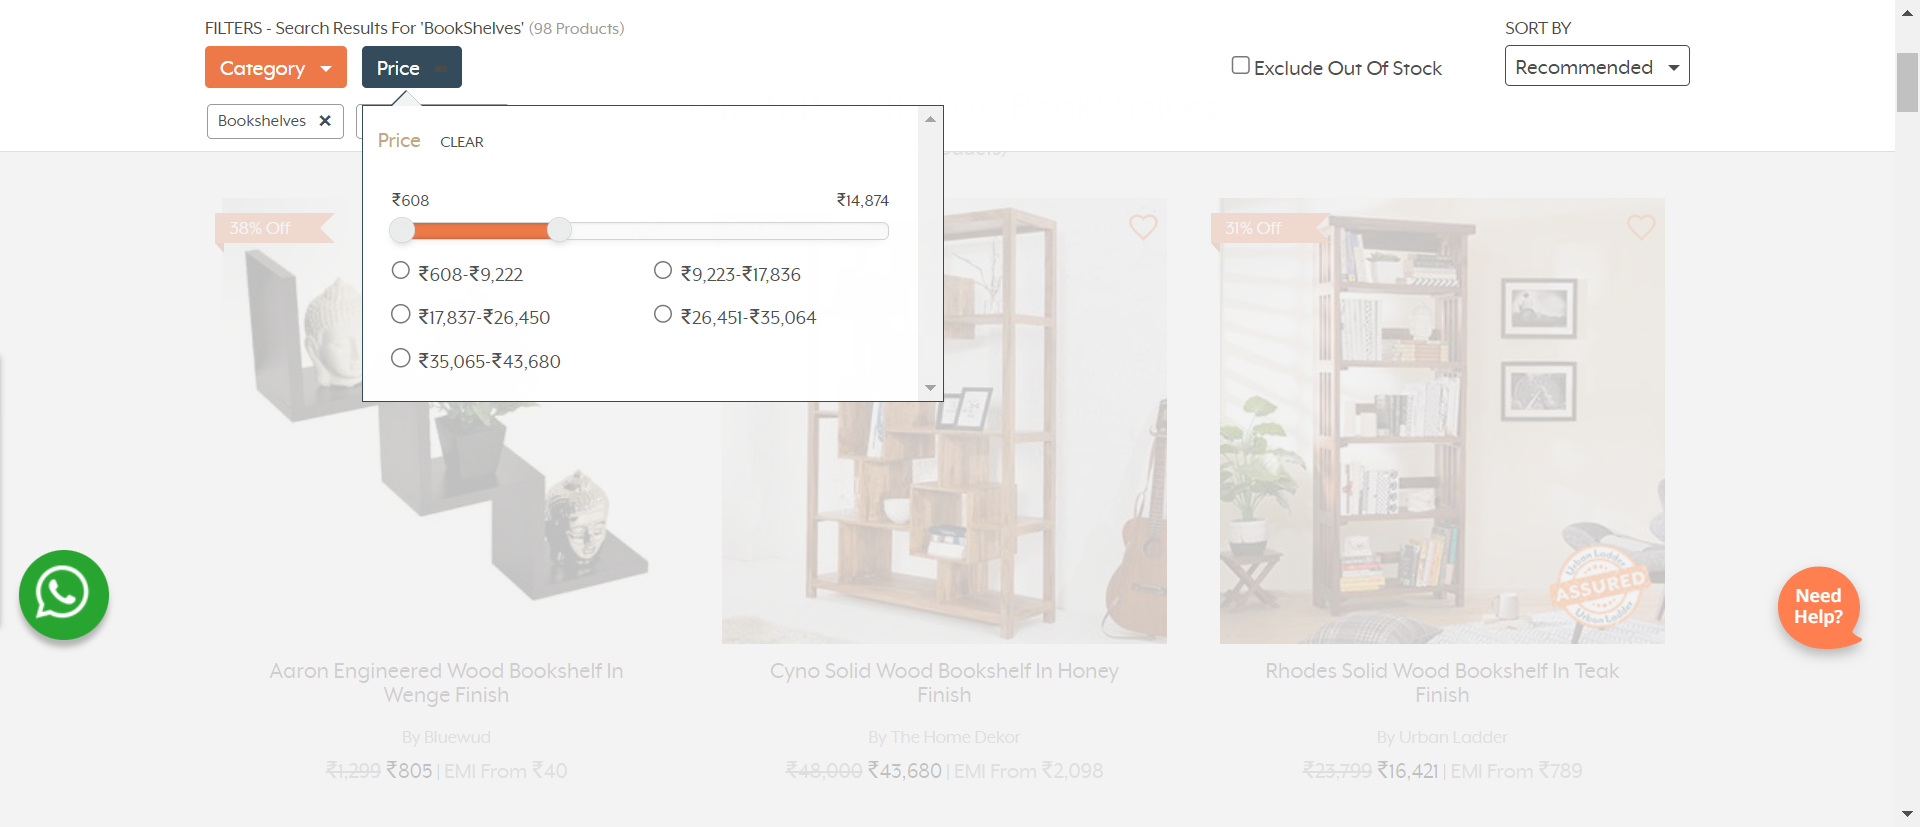 FILTERS - Search Results For 'BookShelves' (98 Products)
SORT BY
Category
Price
Exclude Out Of Stock
Recommended
Bookshelves ✕
Price CLEAR
₹608 ₹14,874
₹608-₹9,222
₹9,223-₹17,836
₹17,837-₹26,450
₹26,451-₹35,064
₹35,065-₹43,680
38% Off
31% Off
Urban Ladder
ASSURED
Urban Ladder
Need
Help?
Aaron Engineered Wood Bookshelf In
Wenge Finish
By Bluewud
₹1,299 ₹805 | EMI From ₹40
Cyno Solid Wood Bookshelf In Honey
Finish
By The Home Dekor
₹48,000 ₹43,680 | EMI From ₹2,098
Rhodes Solid Wood Bookshelf In Teak
Finish
By Urban Ladder
₹23,799 ₹16,421 | EMI From ₹789